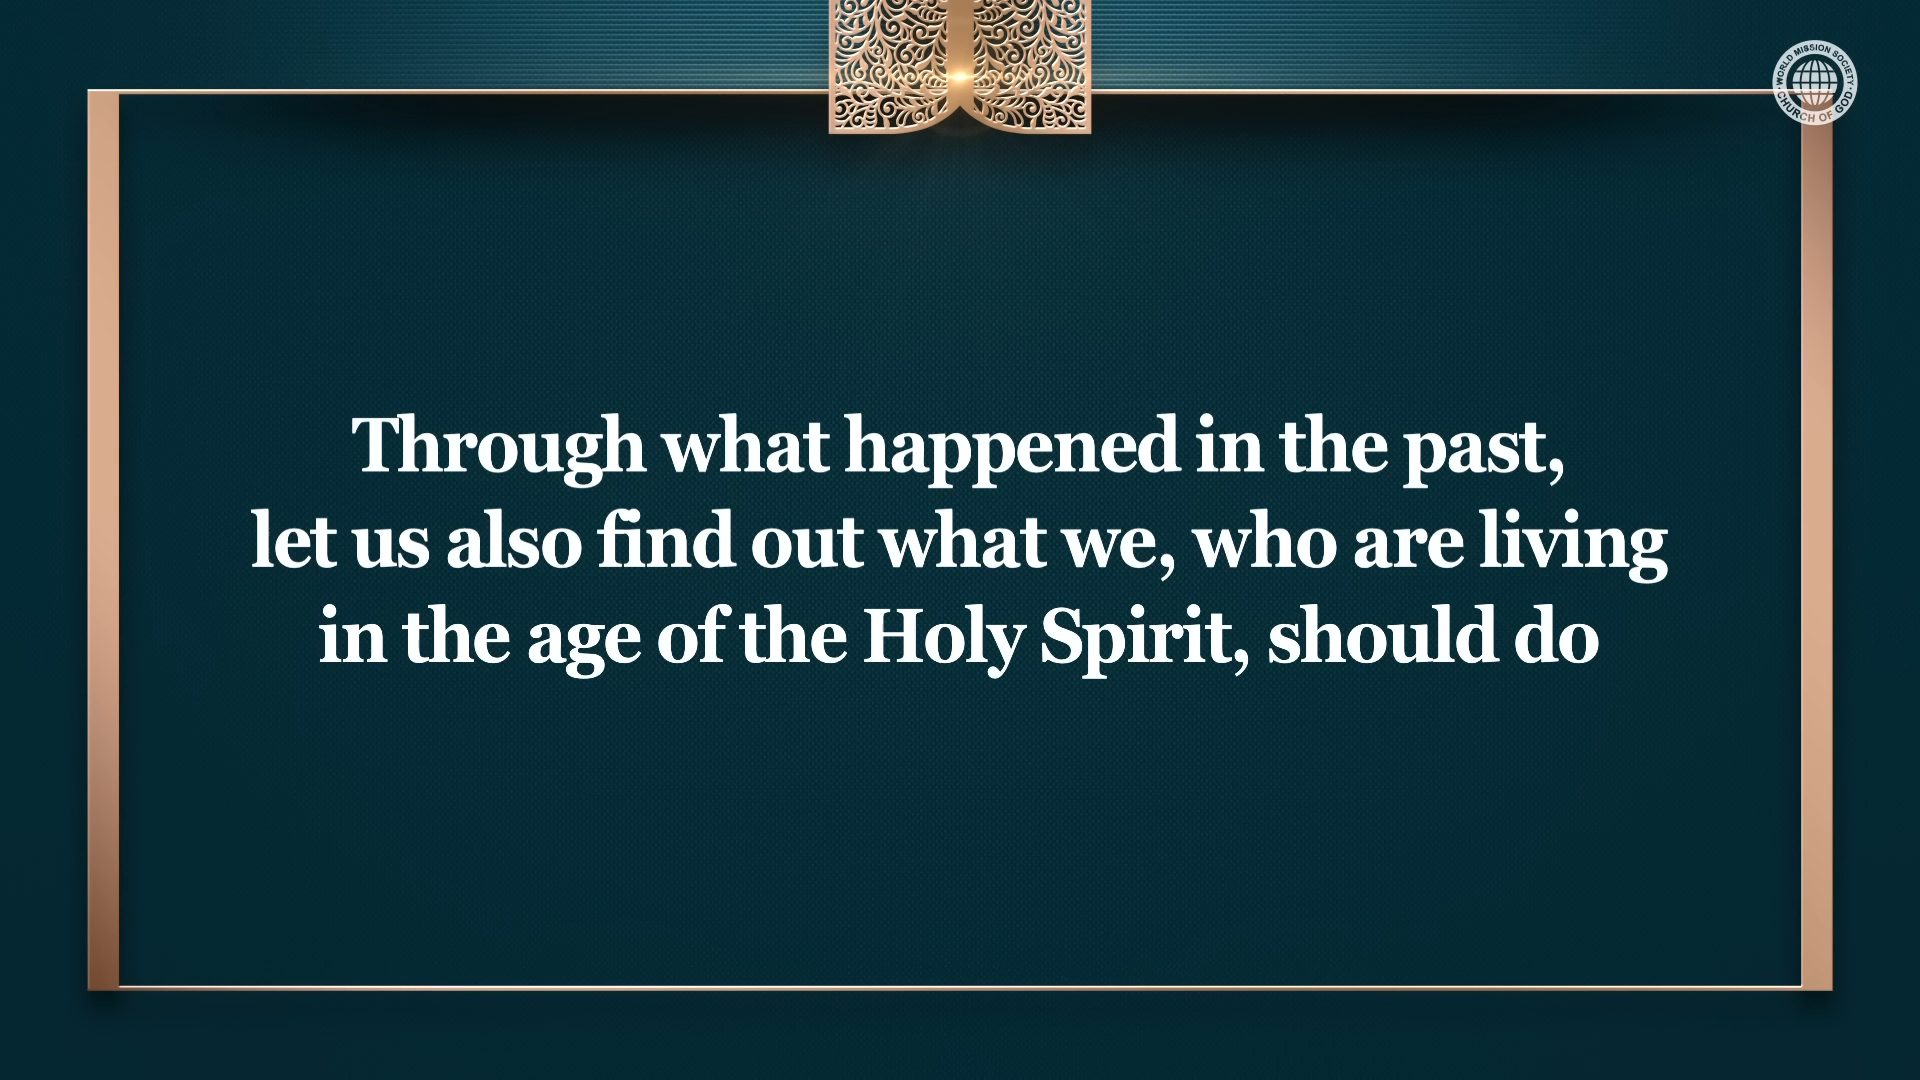 WORLD MISSION SOCIETY
CHURCH OF GOD
Through what happened in the past,
let us also find out what we, who are living
in the age of the Holy Spirit, should do